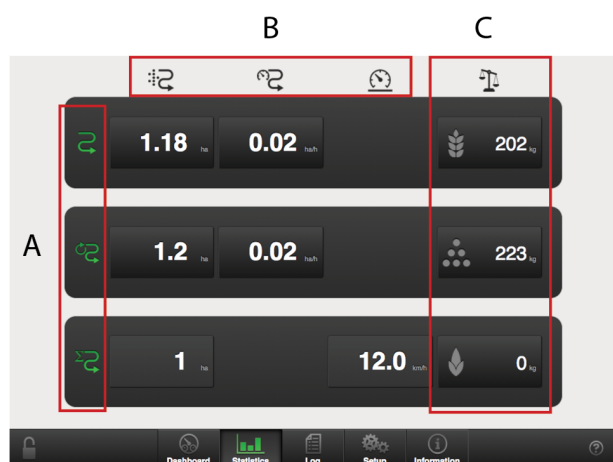 B C
1.18 ha 0.02 ha/h 202 kg
A
1.2 ha 0.02 ha/h 223 kg
Σ
1 ha 12.0 km/h 0 kg
Dashboard Statistics Log Setup Information
?